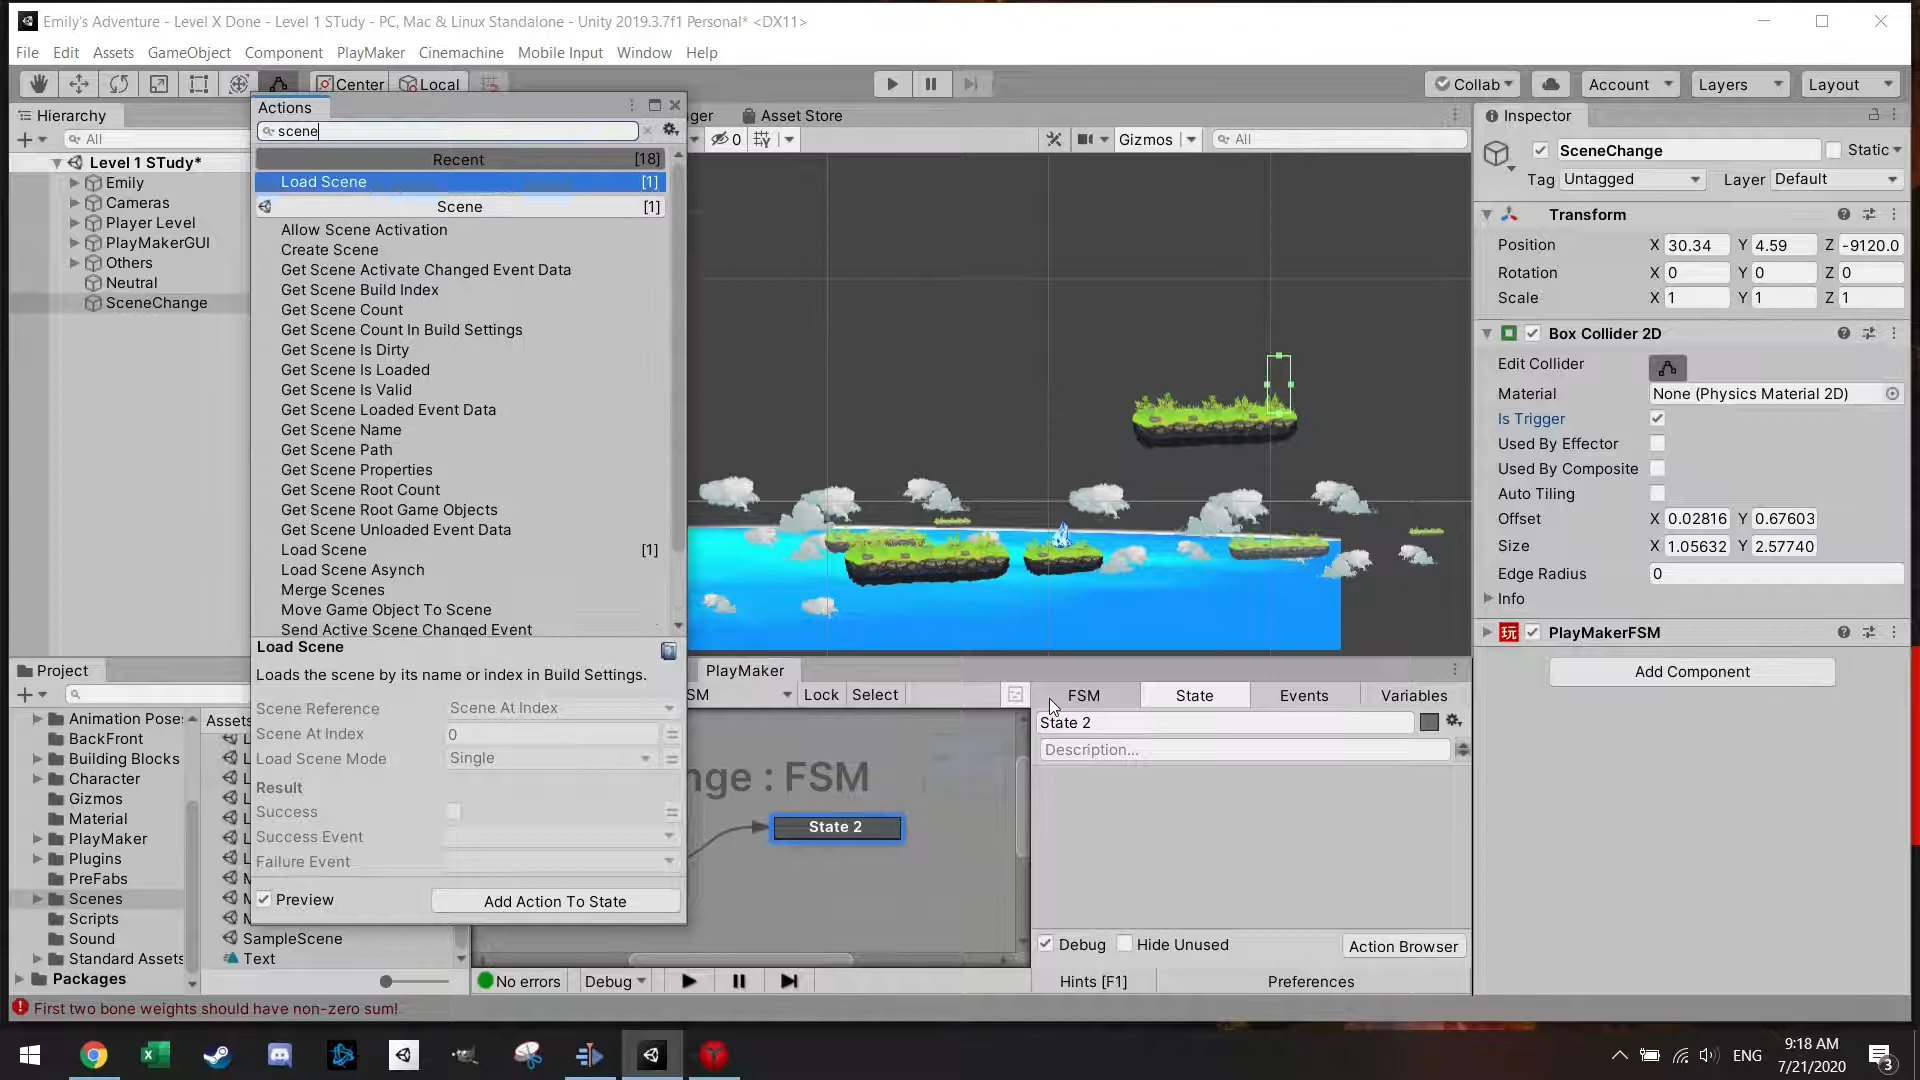 Emily's Adventure - Level X Done - Level 1 STudy - PC, Mac & Linux Standalone - Unity 2019.3.7f1 Personal* <DX11>
File Edit Assets GameObject Component PlayMaker Cinemachine Mobile Input Window Help
Center Local Collab Account Layers Layout
Hierarchy
All
Level 1 STudy*
Emily
Cameras
Player Level
PlayMakerGUI
Others
Neutral
SceneChange
Actions
scene
Recent [18]
Load Scene [1]
Scene [1]
Allow Scene Activation
Create Scene
Get Scene Activate Changed Event Data
Get Scene Build Index
Get Scene Count
Get Scene Count In Build Settings
Get Scene Is Dirty
Get Scene Is Loaded
Get Scene Is Valid
Get Scene Loaded Event Data
Get Scene Name
Get Scene Path
Get Scene Properties
Get Scene Root Count
Get Scene Root Game Objects
Get Scene Unloaded Event Data
Load Scene [1]
Load Scene Asynch
Merge Scenes
Move Game Object To Scene
Send Active Scene Changed Event
Load Scene
Loads the scene by its name or index in Build Settings.
Scene Reference Scene At Index
Scene At Index 0
Load Scene Mode Single
Result
Success
Success Event
Failure Event
Preview Add Action To State
ger Asset Store
0 Gizmos All
Inspector
SceneChange Static
Tag Untagged Layer Default
Transform
Position X 30.34 Y 4.59 Z -9120.0
Rotation X 0 Y 0 Z 0
Scale X 1 Y 1 Z 1
Box Collider 2D
Edit Collider
Material None (Physics Material 2D)
Is Trigger
Used By Effector
Used By Composite
Auto Tiling
Offset X 0.02816 Y 0.67603
Size X 1.05632 Y 2.57740
Edge Radius 0
Info
玩 PlayMakerFSM
Add Component
Project
Animation Pose
BackFront
Building Blocks
Character
Gizmos
Material
PlayMaker
Plugins
PreFabs
Scenes
Scripts
Sound
Standard Assets
Packages
Assets
L
L
L
L
L
L
L
M
M
M
SampleScene
Text
PlayMaker
SM Lock Select
nge : FSM
State 2
FSM State Events Variables
State 2
Description...
Debug Hide Unused Action Browser
No errors Debug Hints [F1] Preferences
First two bone weights should have non-zero sum!
ENG
9:18 AM
7/21/2020
3